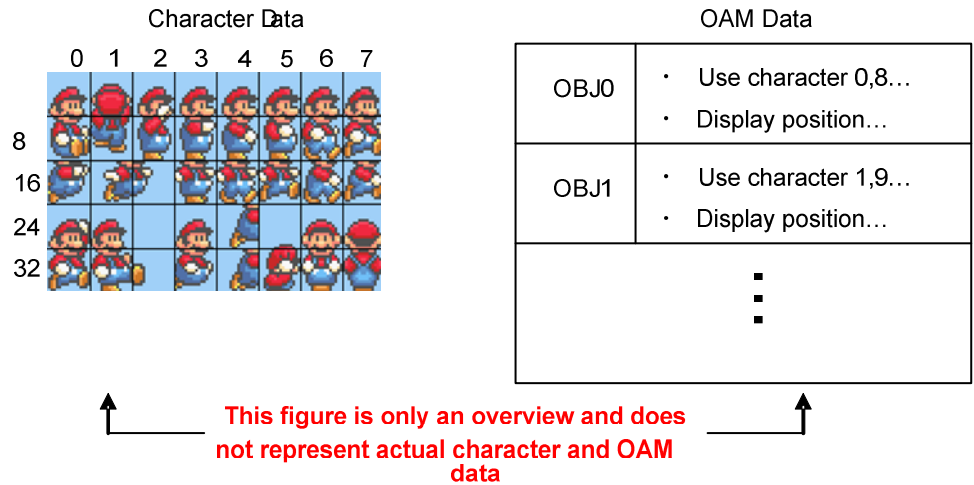 Character Data
0 1 2 3 4 5 6 7
8
16
24
32
OAM Data
OBJ0
・ Use character 0,8…
・ Display position…
OBJ1
・ Use character 1,9…
・ Display position…
This figure is only an overview and does
not represent actual character and OAM
data